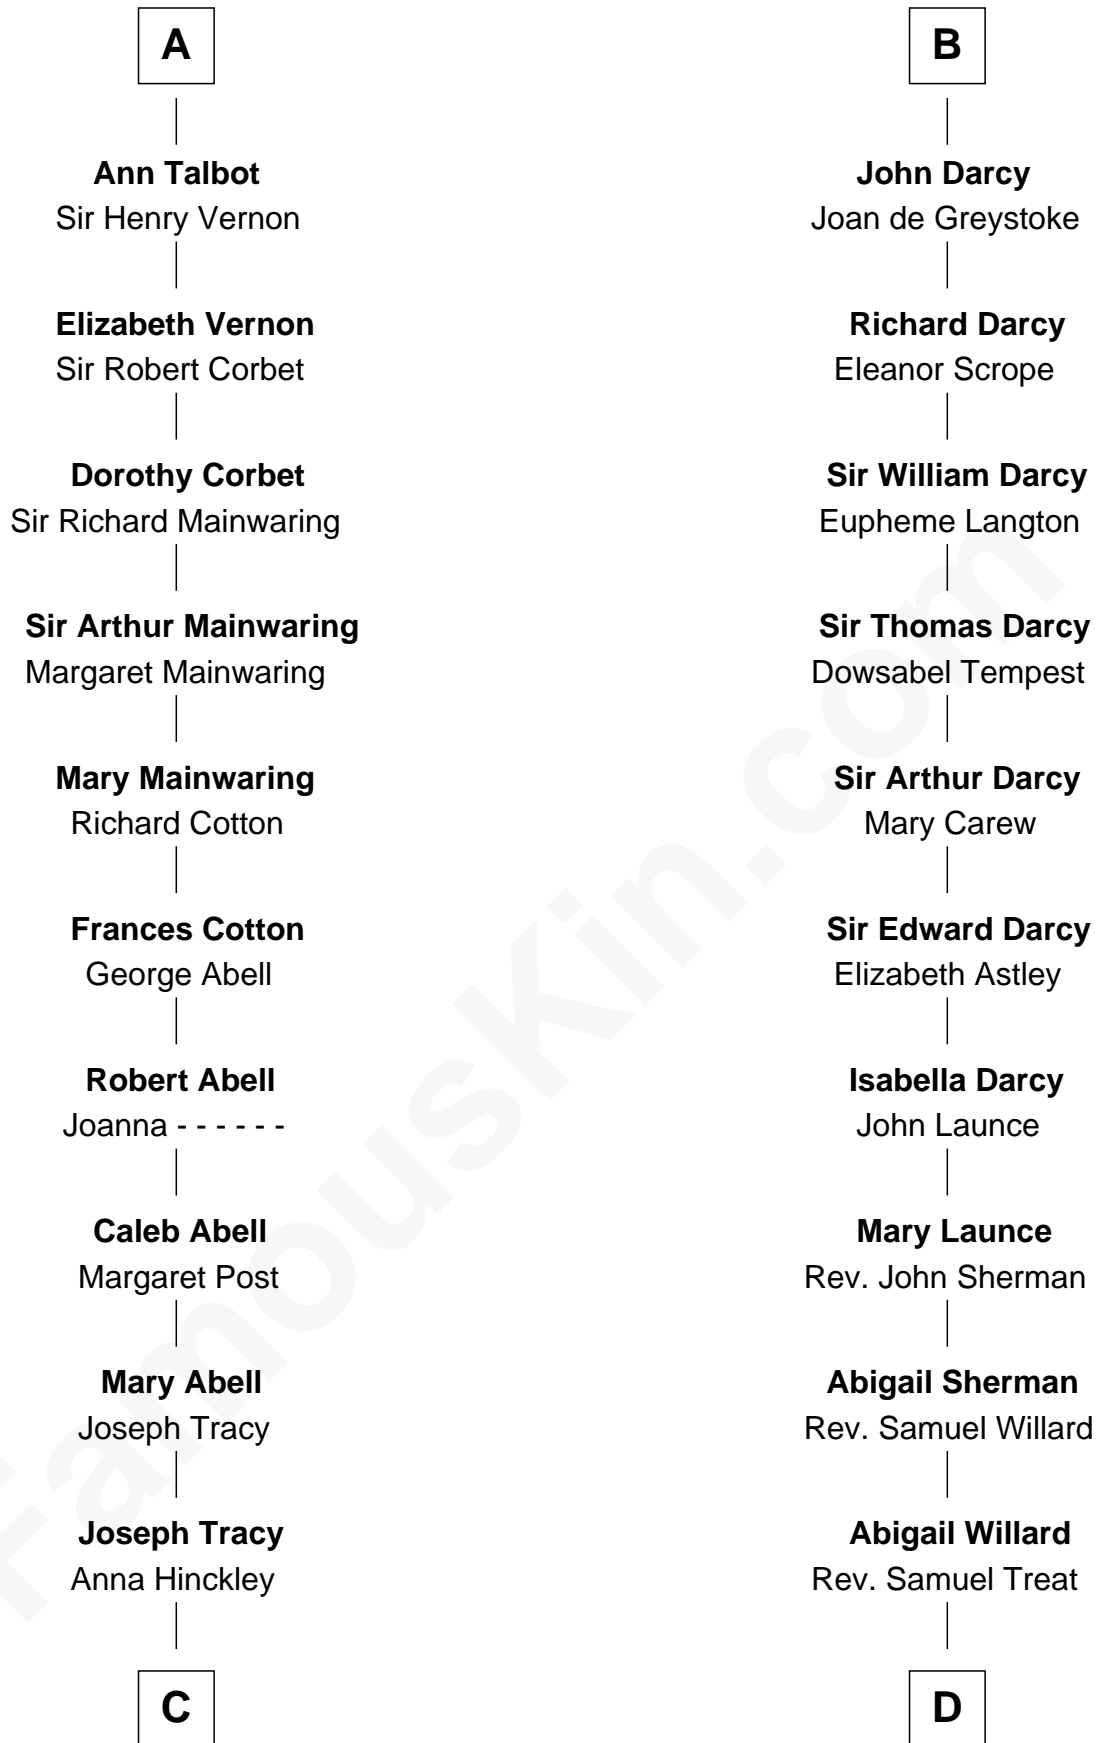 A
B
Ann Talbot
Sir Henry Vernon
John Darcy
Joan de Greystoke
Elizabeth Vernon
Sir Robert Corbet
Richard Darcy
Eleanor Scrope
Dorothy Corbet
Sir Richard Mainwaring
Sir William Darcy
Eupheme Langton
Sir Arthur Mainwaring
Margaret Mainwaring
Sir Thomas Darcy
Dowsabel Tempest
Mary Mainwaring
Richard Cotton
Sir Arthur Darcy
Mary Carew
Frances Cotton
George Abell
Sir Edward Darcy
Elizabeth Astley
Robert Abell
Joanna - - - - - -
Isabella Darcy
John Launce
Caleb Abell
Margaret Post
Mary Launce
Rev. John Sherman
Mary Abell
Joseph Tracy
Abigail Sherman
Rev. Samuel Willard
Joseph Tracy
Anna Hinckley
Abigail Willard
Rev. Samuel Treat
C
D
FamousKin.com